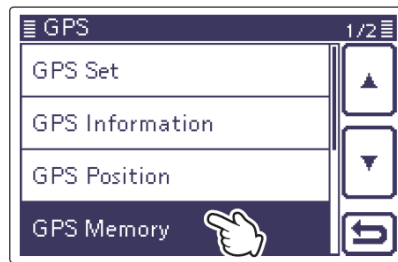 GPS 1/2
GPS Set
GPS Information
GPS Position
GPS Memory